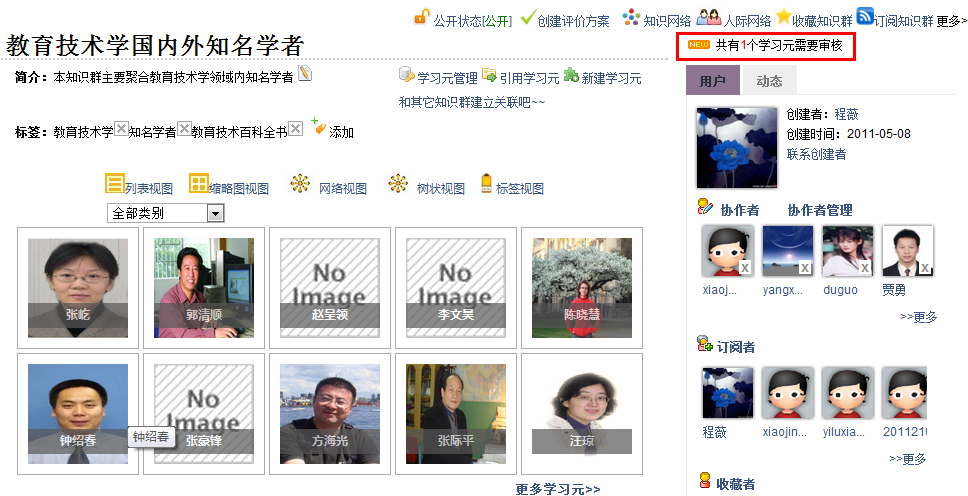 公开状态[公开] 创建评价方案 知识网络 人际网络 收藏知识群 订阅知识群 更多>
教育技术学国内外知名学者
NEW 共有1个学习元需要审核
简介：本知识群主要聚合教育技术学领域内知名学者
学习元管理 引用学习元 新建学习元
和其它知识群建立关联吧~~
标签：教育技术学 知名学者 教育技术百科全书 添加
列表视图 缩略图视图 网络视图 树状视图 标签视图
全部类别
张屹
郭清顺
No Image
赵呈领
No Image
李文昊
陈晓慧
钟绍春
钟绍春
No Image
张豪锋
方海光
张际平
汪琼
更多学习元>>
用户 动态
创建者：程薇
创建时间：2011-05-08
联系创建者
协作者 协作者管理
X X X X
xiaoj... yangx... duguo 贾勇
>>更多
订阅者
程薇 xiaojin... yiluxia... 2011210
>>更多
收藏者